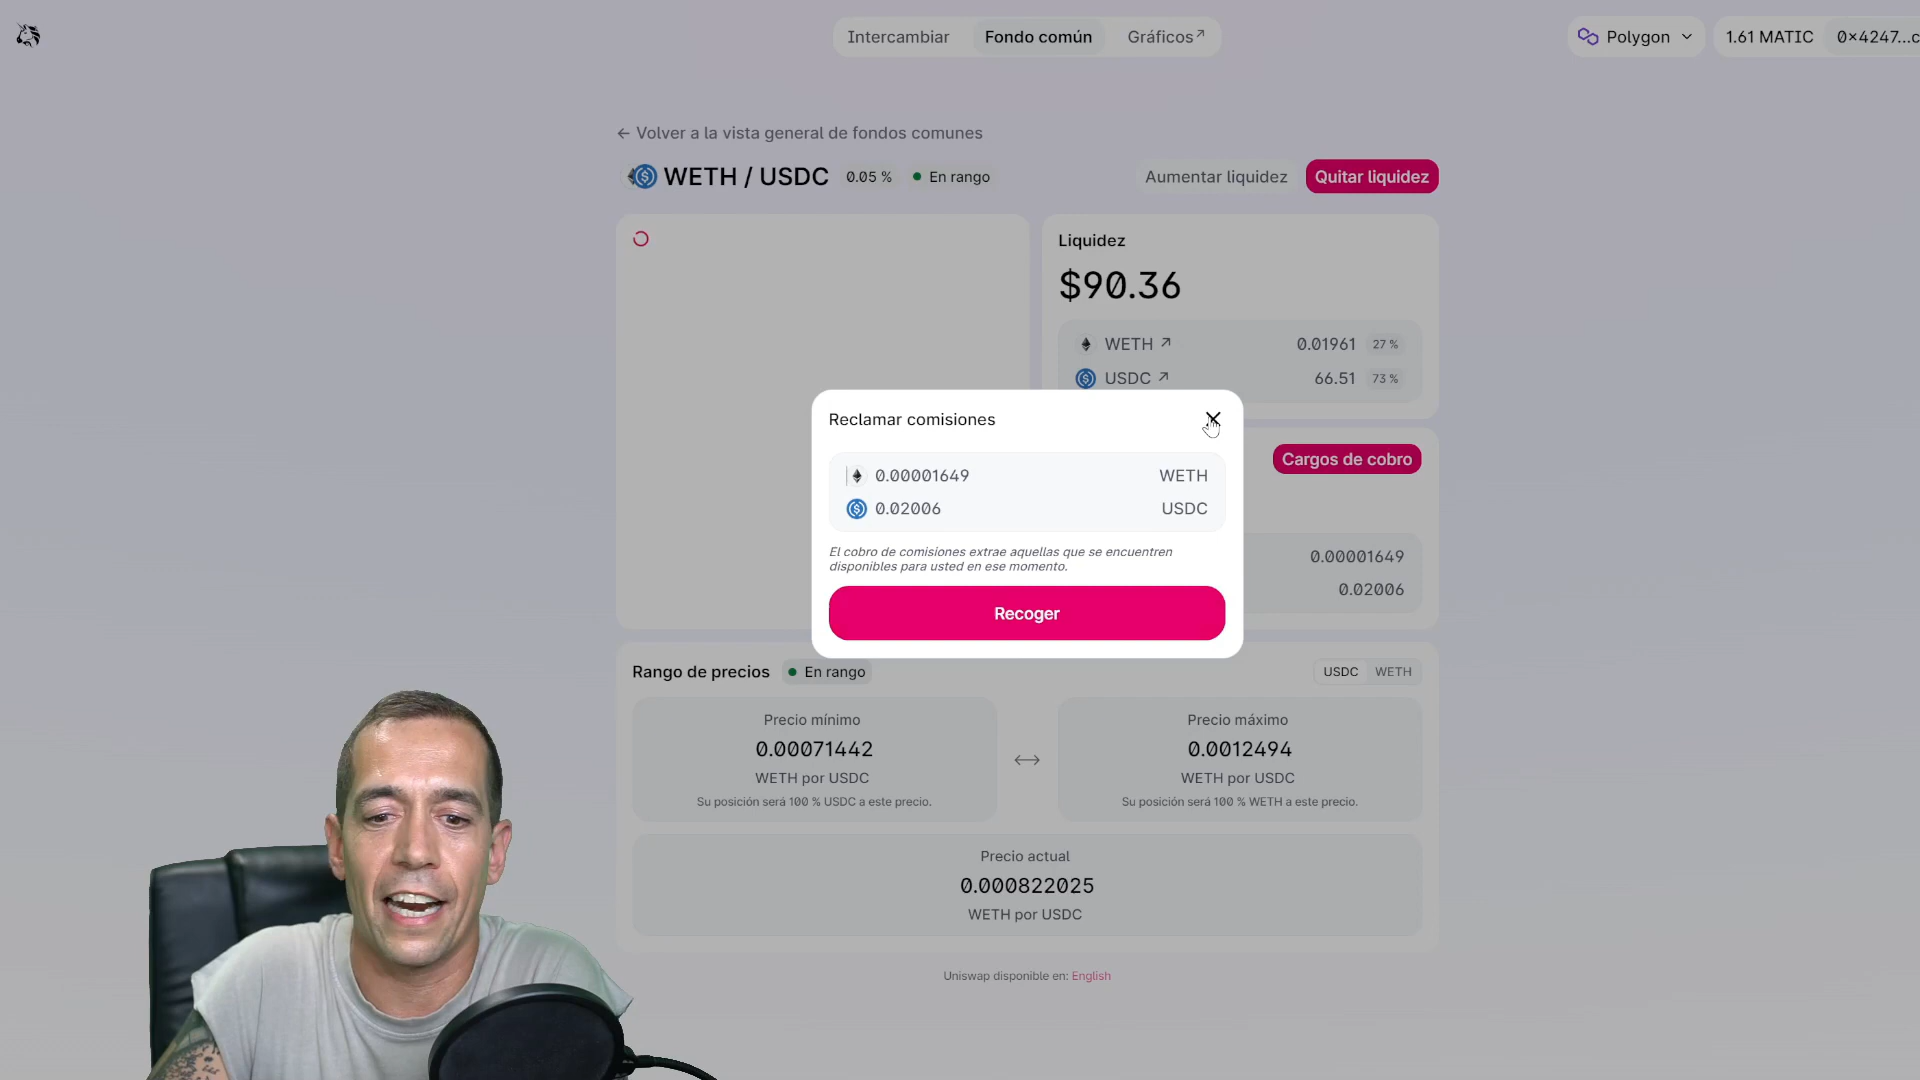 Intercambiar
Fondo común
Gráficos↗
Polygon
1.61 MATIC
0×4247...c
← Volver a la vista general de fondos comunes
WETH / USDC
0.05 %
En rango
Aumentar liquidez
Quitar liquidez
Liquidez
$90.36
WETH ↗ 0.01961 27 %
USDC ↗ 66.51 73 %
Reclamar comisiones
0.00001649 WETH
0.02006 USDC
El cobro de comisiones extrae aquellas que se encuentren
disponibles para usted en ese momento.
Recoger
Cargos de cobro
0.00001649
0.02006
Rango de precios
En rango
USDC WETH
Precio mínimo
0.00071442
WETH por USDC
Su posición será 100 % USDC a este precio.
Precio máximo
0.0012494
WETH por USDC
Su posición será 100 % WETH a este precio.
Precio actual
0.000822025
WETH por USDC
Uniswap disponible en: English